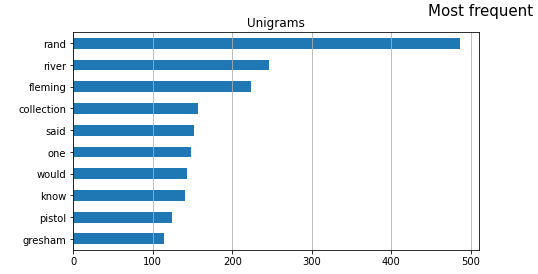 Most frequent
Unigrams
rand
river
fleming
collection
said
one
would
know
pistol
gresham
0 100 200 300 400 500